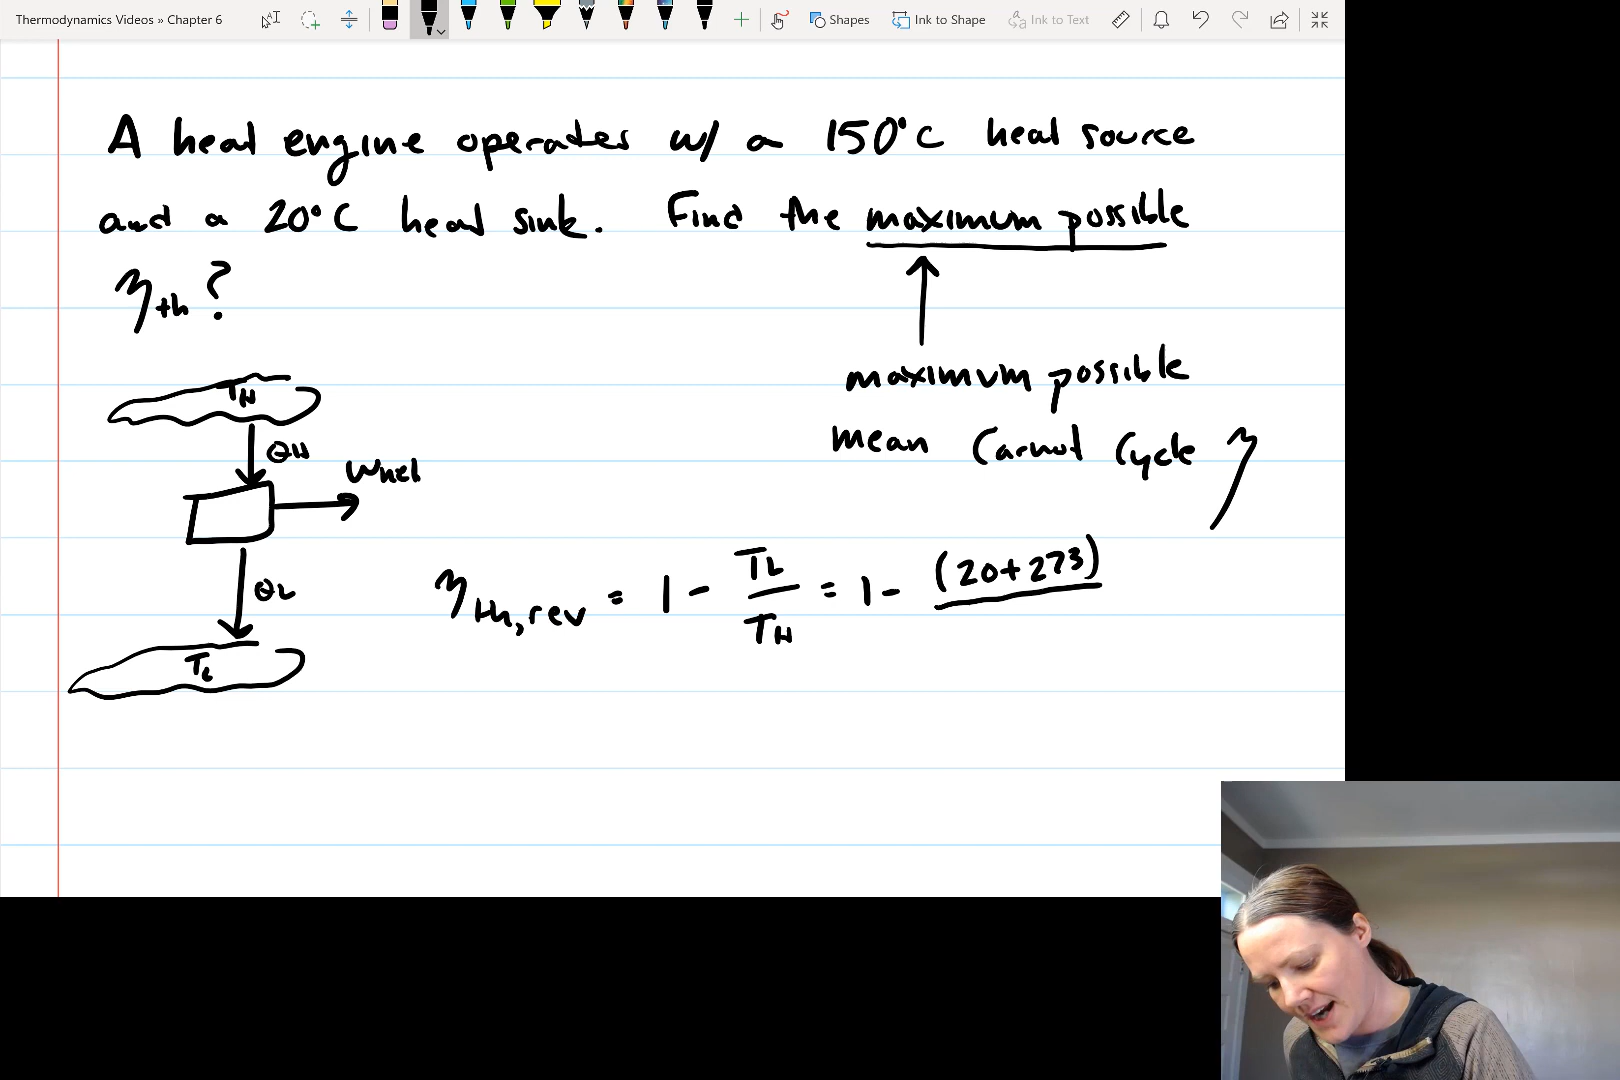 Thermodynamics Videos » Chapter 6
Shapes
Ink to Shape
Ink to Text
A heat engine operates w/ a 150°C heat source
and a 20°C heat sink. Find the maximum possible
ηth?
maximum possible
mean Carnot Cycle η
TH
QH
Wnet
QL
TL
ηth,rev = 1 - TL/TH = 1 - (20+273)